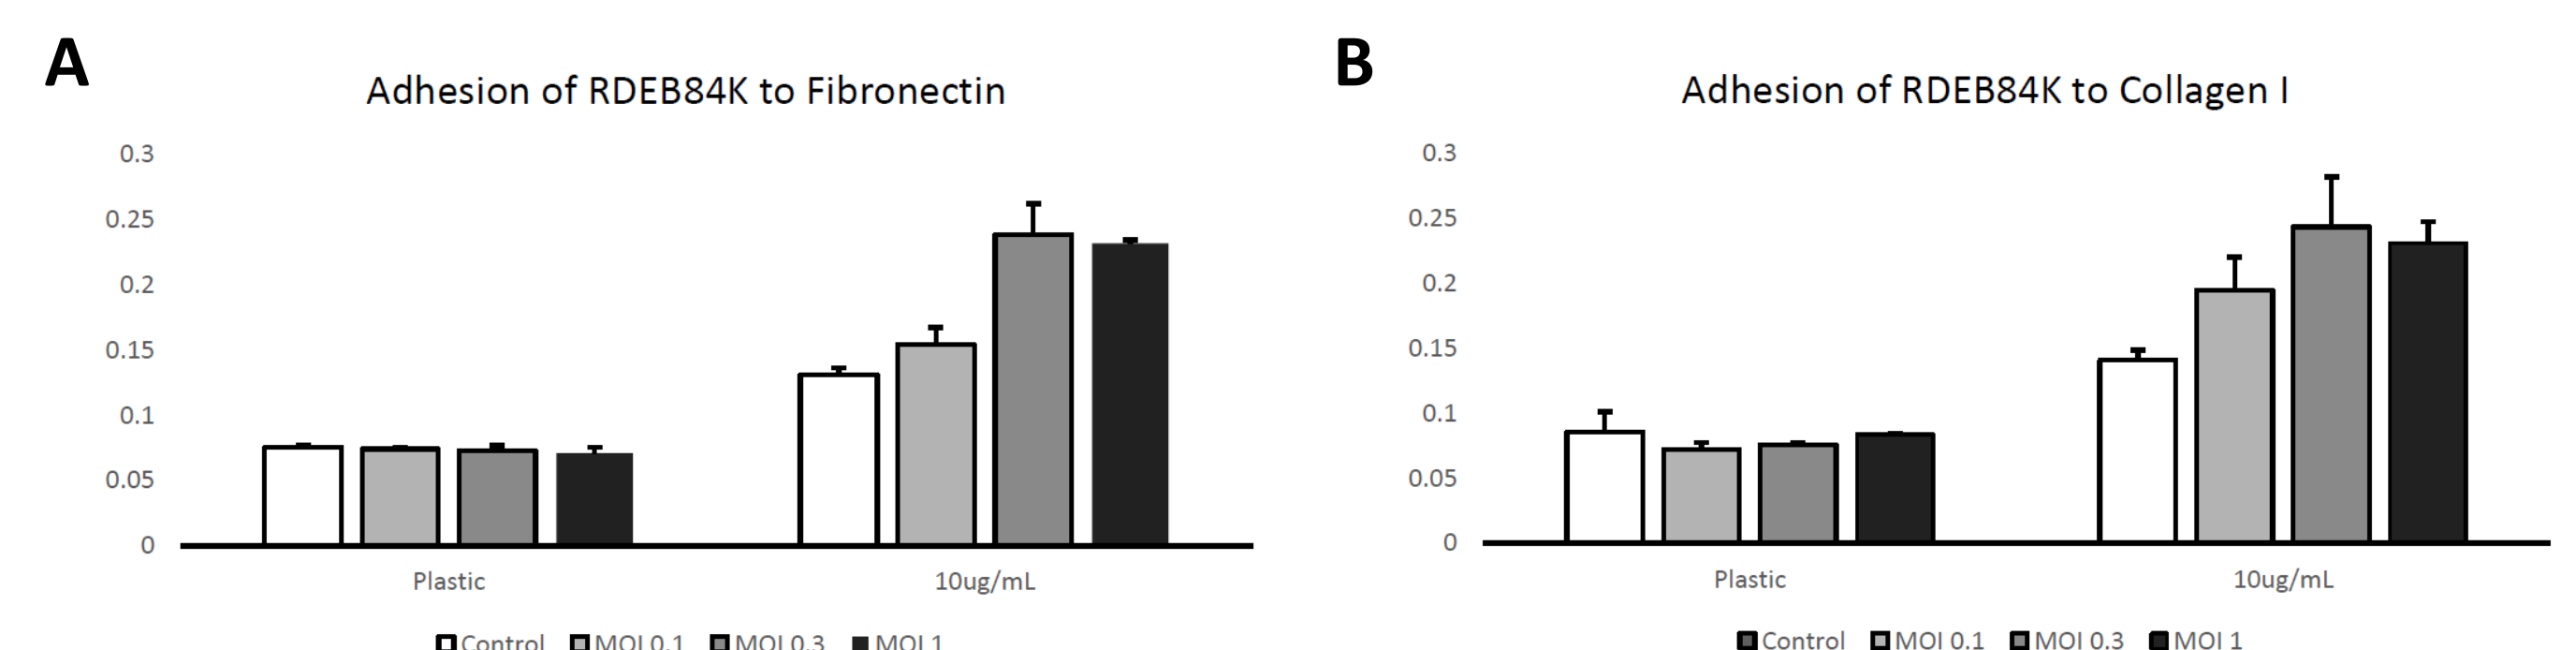 A
Adhesion of RDEB84K to Fibronectin
0.3
0.25
0.2
0.15
0.1
0.05
0
Plastic 10ug/mL
Control MOI 0.1 MOI 0.3 MOI 1
B
Adhesion of RDEB84K to Collagen I
0.3
0.25
0.2
0.15
0.1
0.05
0
Plastic 10ug/mL
Control MOI 0.1 MOI 0.3 MOI 1